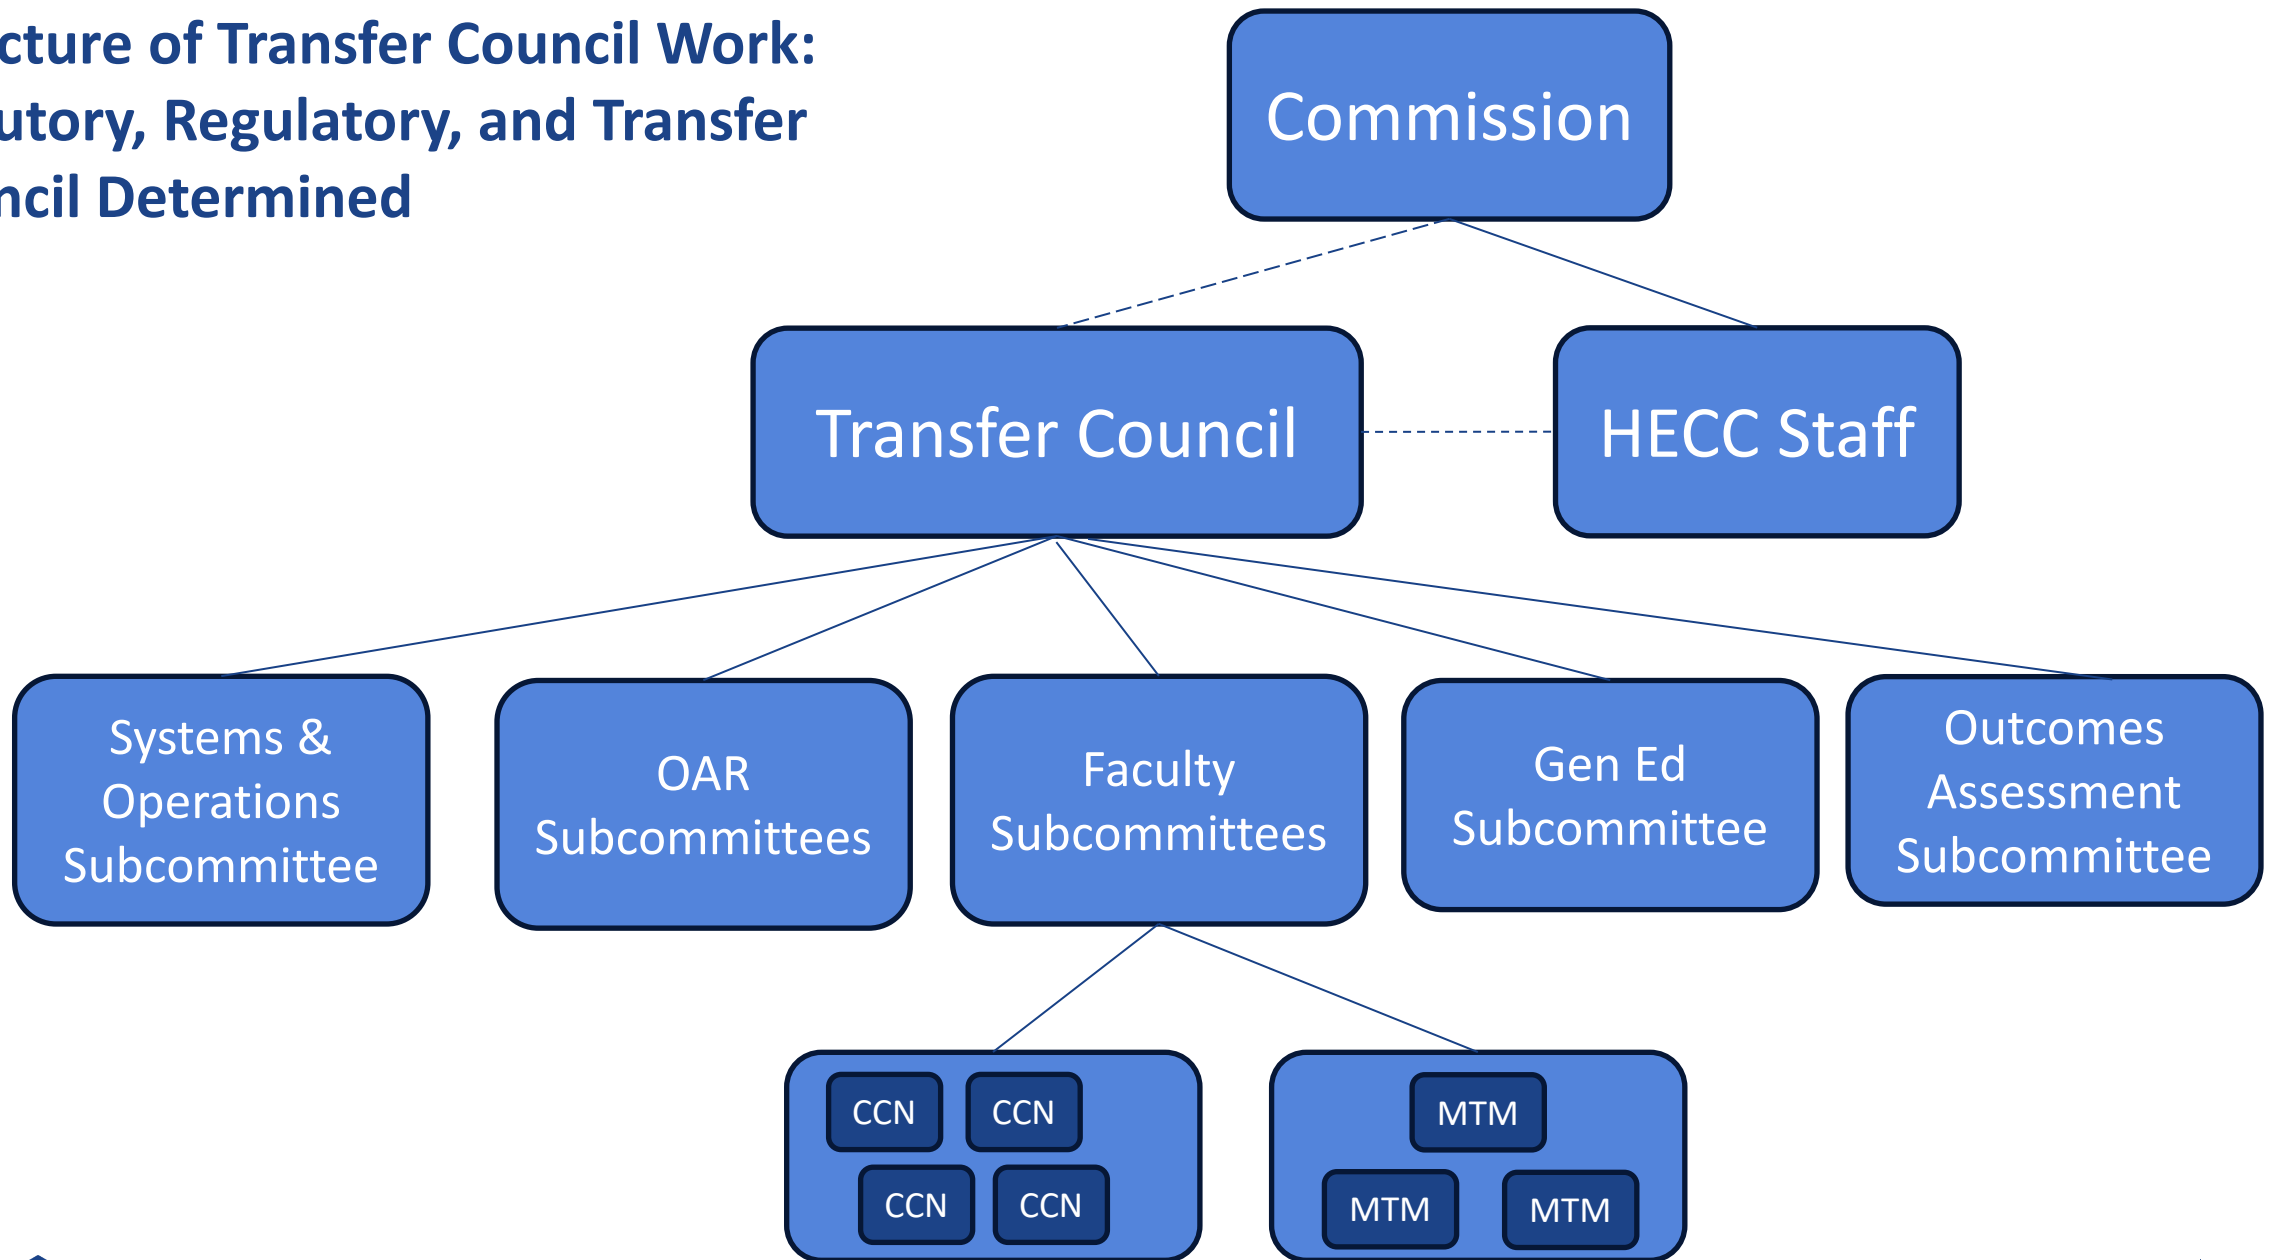 cture of Transfer Council Work:
utory, Regulatory, and Transfer
ncil Determined
Commission
Transfer Council
HECC Staff
Systems &
Operations
Subcommittee
OAR
Subcommittees
Faculty
Subcommittees
Gen Ed
Subcommittee
Outcomes
Assessment
Subcommittee
CCN
CCN
CCN
CCN
MTM
MTM
MTM